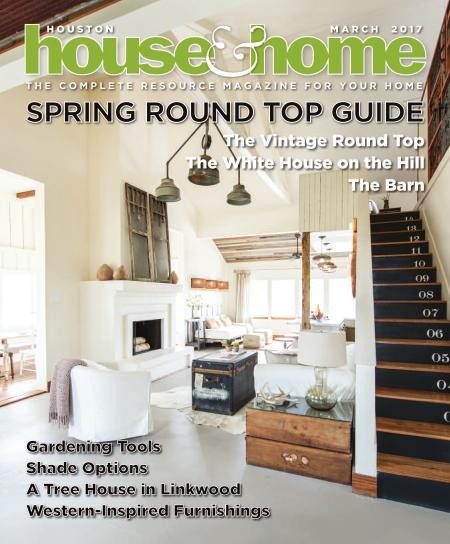 HOUSTON
MARCH 2017
house&home
THE COMPLETE RESOURCE MAGAZINE FOR YOUR HOME
SPRING ROUND TOP GUIDE
The Vintage Round Top
The White House on the Hill
The Barn
14
13
12
11
10
09
08
07
06
05
04
Gardening Tools
Shade Options
A Tree House in Linkwood
Western-Inspired Furnishings